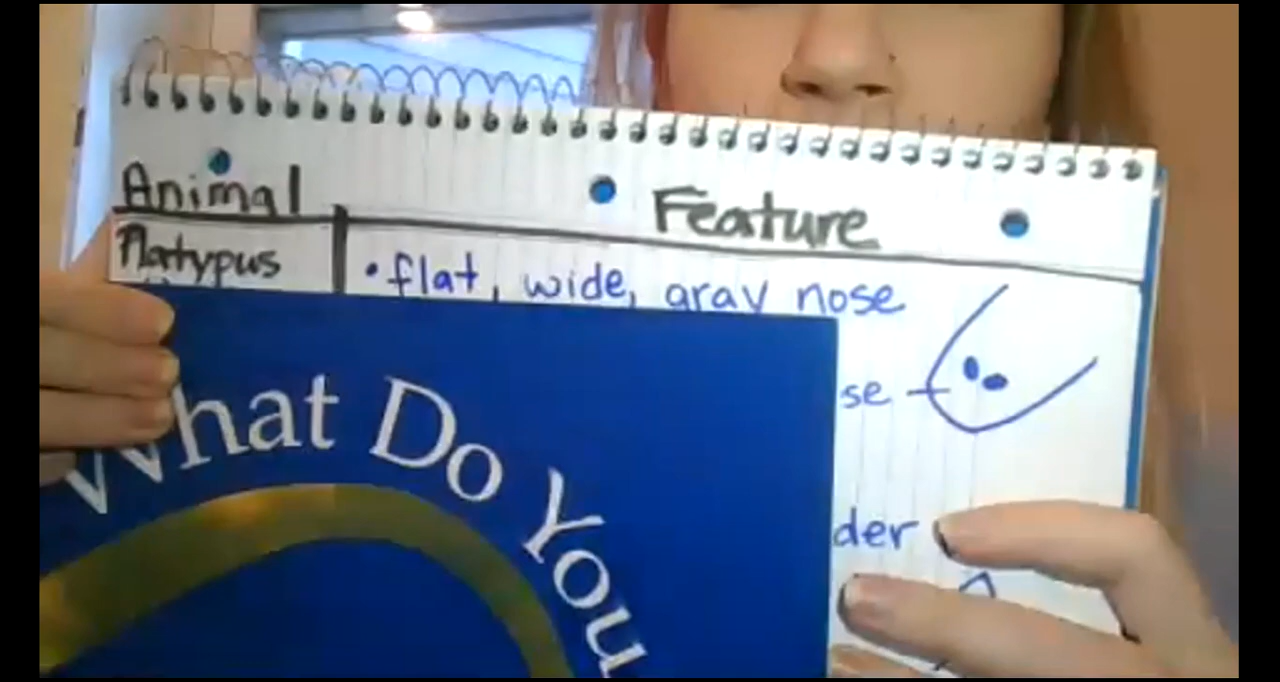 Animal
Feature
Platypus
• flat, wide, gray nose
se
der
What Do You